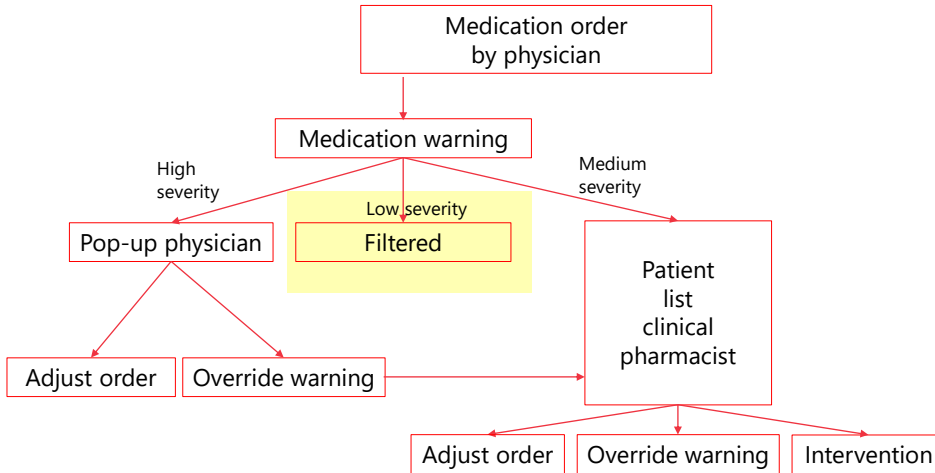 Medication order
by physician
Medication warning
High
severity
Medium
severity
Low severity
Pop-up physician
Filtered
Patient
list
clinical
pharmacist
Adjust order
Override warning
Adjust order
Override warning
Intervention